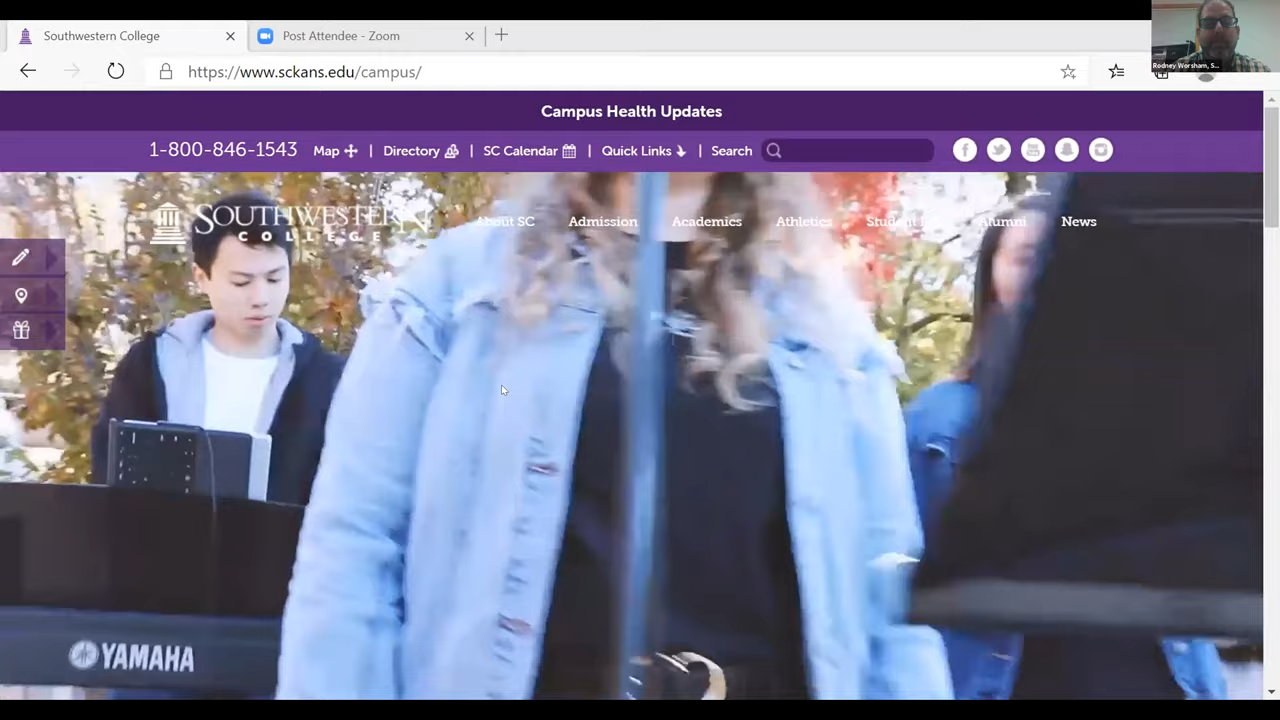 Southwestern College
Post Attendee - Zoom
https://www.sckans.edu/campus/
Rodney Worsham, S...
Campus Health Updates
1-800-846-1543 Map | Directory | SC Calendar | Quick Links | Search
SOUTHWESTERN
COLLEGE
About SC Admission Academics Athletics Student Alumni News
YAMAHA